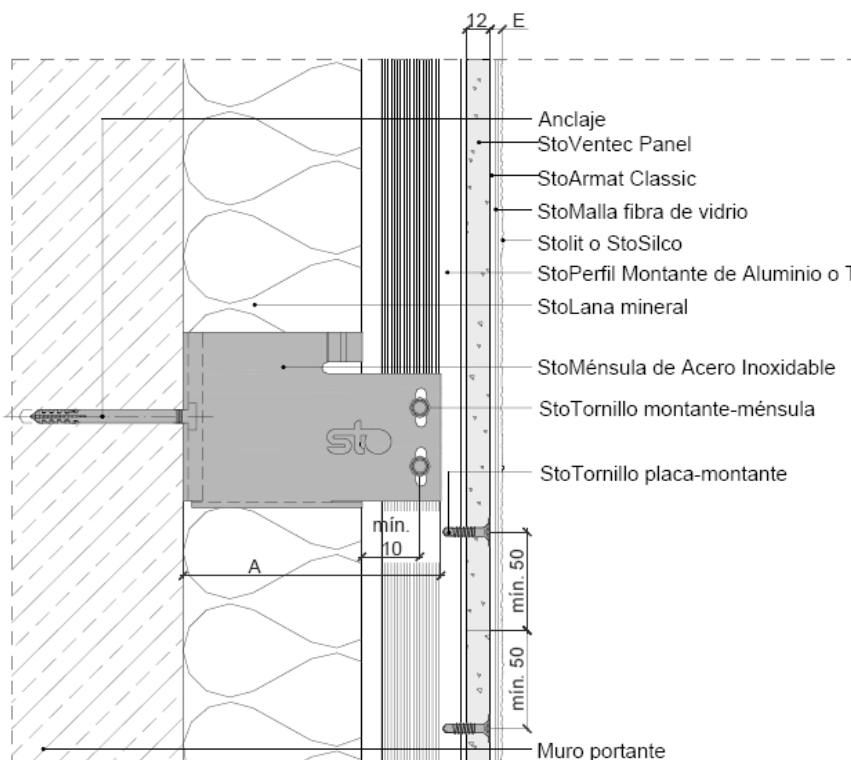 12 E
Anclaje
StoVentec Panel
StoArmat Classic
StoMalla fibra de vidrio
Stolit o StoSilco
StoPerfil Montante de Aluminio o T
StoLana mineral
StoMénsula de Acero Inoxidable
StoTornillo montante-ménsula
sto
StoTornillo placa-montante
mín.
10
A
mín. 50
mín. 50
Muro portante